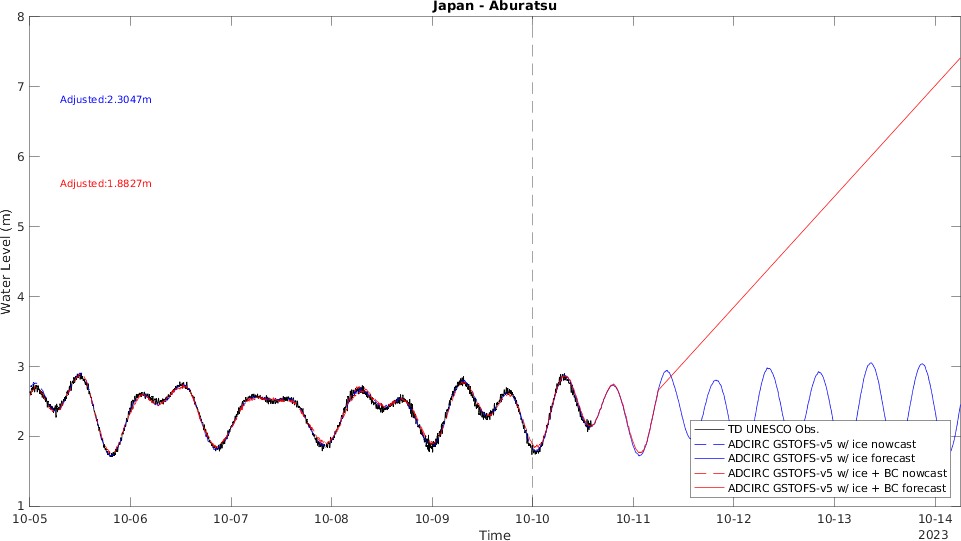 Japan - Aburatsu
8
7
6
5
4
3
2
1
Water Level (m)
Adjusted:2.3047m
Adjusted:1.8827m
TD UNESCO Obs.
ADCIRC GSTOFS-v5 w/ ice nowcast
ADCIRC GSTOFS-v5 w/ ice forecast
ADCIRC GSTOFS-v5 w/ ice + BC nowcast
ADCIRC GSTOFS-v5 w/ ice + BC forecast
10-05 10-06 10-07 10-08 10-09 10-10 10-11 10-12 10-13 10-14
2023
Time